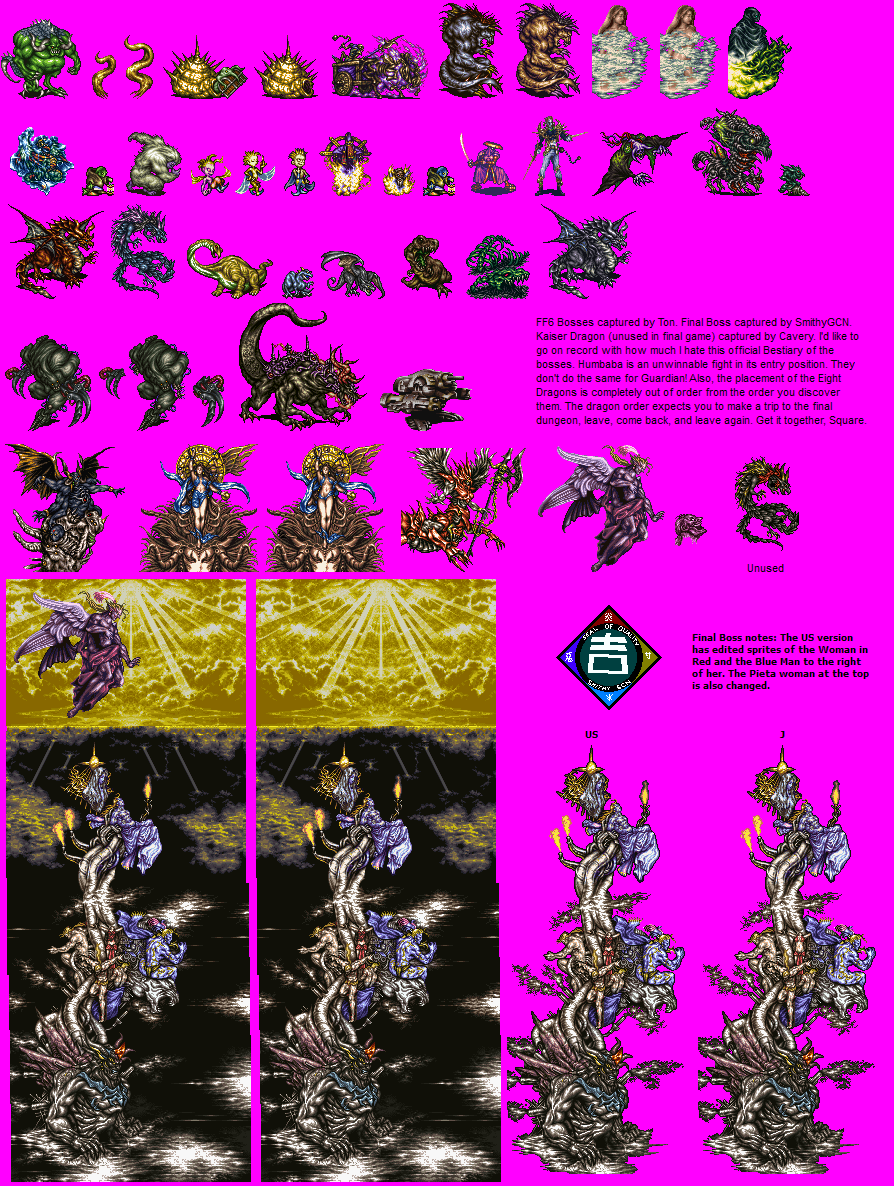 FF6 Bosses captured by Ton. Final Boss captured by SmithyGCN.
Kaiser Dragon (unused in final game) captured by Cavery. I'd like to
go on record with how much I hate this official Bestiary of the
bosses. Humbaba is an unwinnable fight in its entry position. They
don't do the same for Guardian! Also, the placement of the Eight
Dragons is completely out of order from the order you discover
them. The dragon order expects you to make a trip to the final
dungeon, leave, come back, and leave again. Get it together, Square.
Unused
SEAL OF QUALITY
吉
SMITHY GCN
Final Boss notes: The US version
has edited sprites of the Woman in
Red and the Blue Man to the right
of her. The Pieta woman at the top
is also changed.
US
J